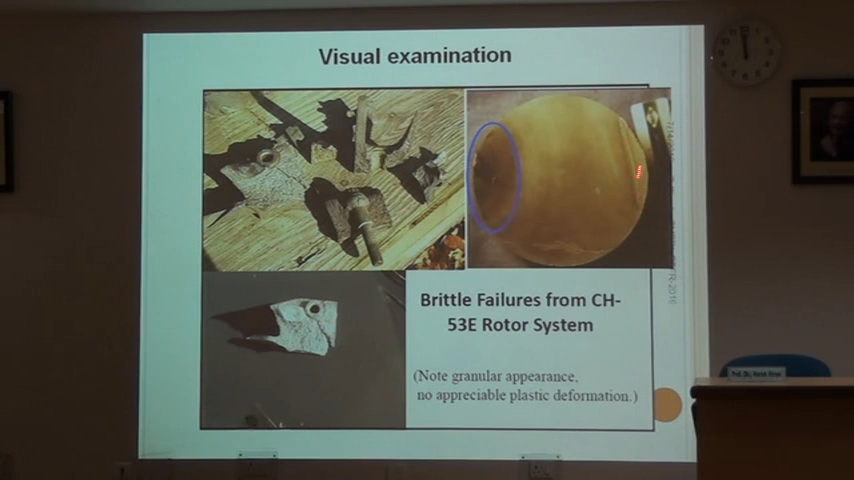 Visual examination
Brittle Failures from CH-
53E Rotor System
(Note granular appearance,
no appreciable plastic deformation.)